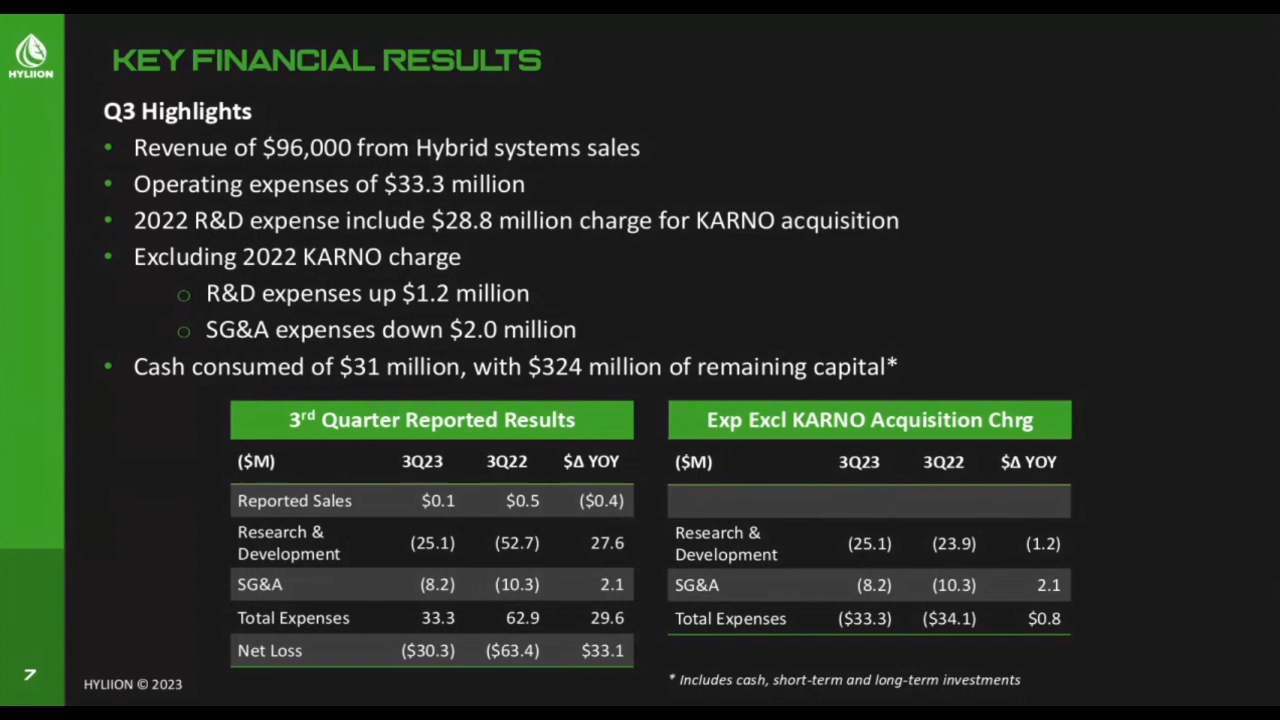 HYLIION
KEY FINANCIAL RESULTS
Q3 Highlights
• Revenue of $96,000 from Hybrid systems sales
• Operating expenses of $33.3 million
• 2022 R&D expense include $28.8 million charge for KARNO acquisition
• Excluding 2022 KARNO charge
o R&D expenses up $1.2 million
o SG&A expenses down $2.0 million
• Cash consumed of $31 million, with $324 million of remaining capital*
3rd Quarter Reported Results
($M) 3Q23 3Q22 $Δ YOY
Reported Sales $0.1 $0.5 ($0.4)
Research &
Development (25.1) (52.7) 27.6
SG&A (8.2) (10.3) 2.1
Total Expenses 33.3 62.9 29.6
Net Loss ($30.3) ($63.4) $33.1
Exp Excl KARNO Acquisition Chrg
($M) 3Q23 3Q22 $Δ YOY
Research &
Development (25.1) (23.9) (1.2)
SG&A (8.2) (10.3) 2.1
Total Expenses ($33.3) ($34.1) $0.8
* Includes cash, short-term and long-term investments
7
HYLIION © 2023